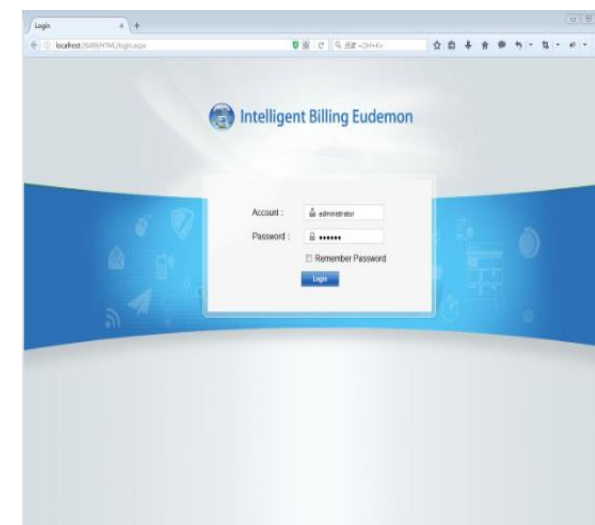 Login
Intelligent Billing Eudemon
Account :
administrator
Password :
Remember Password
Login